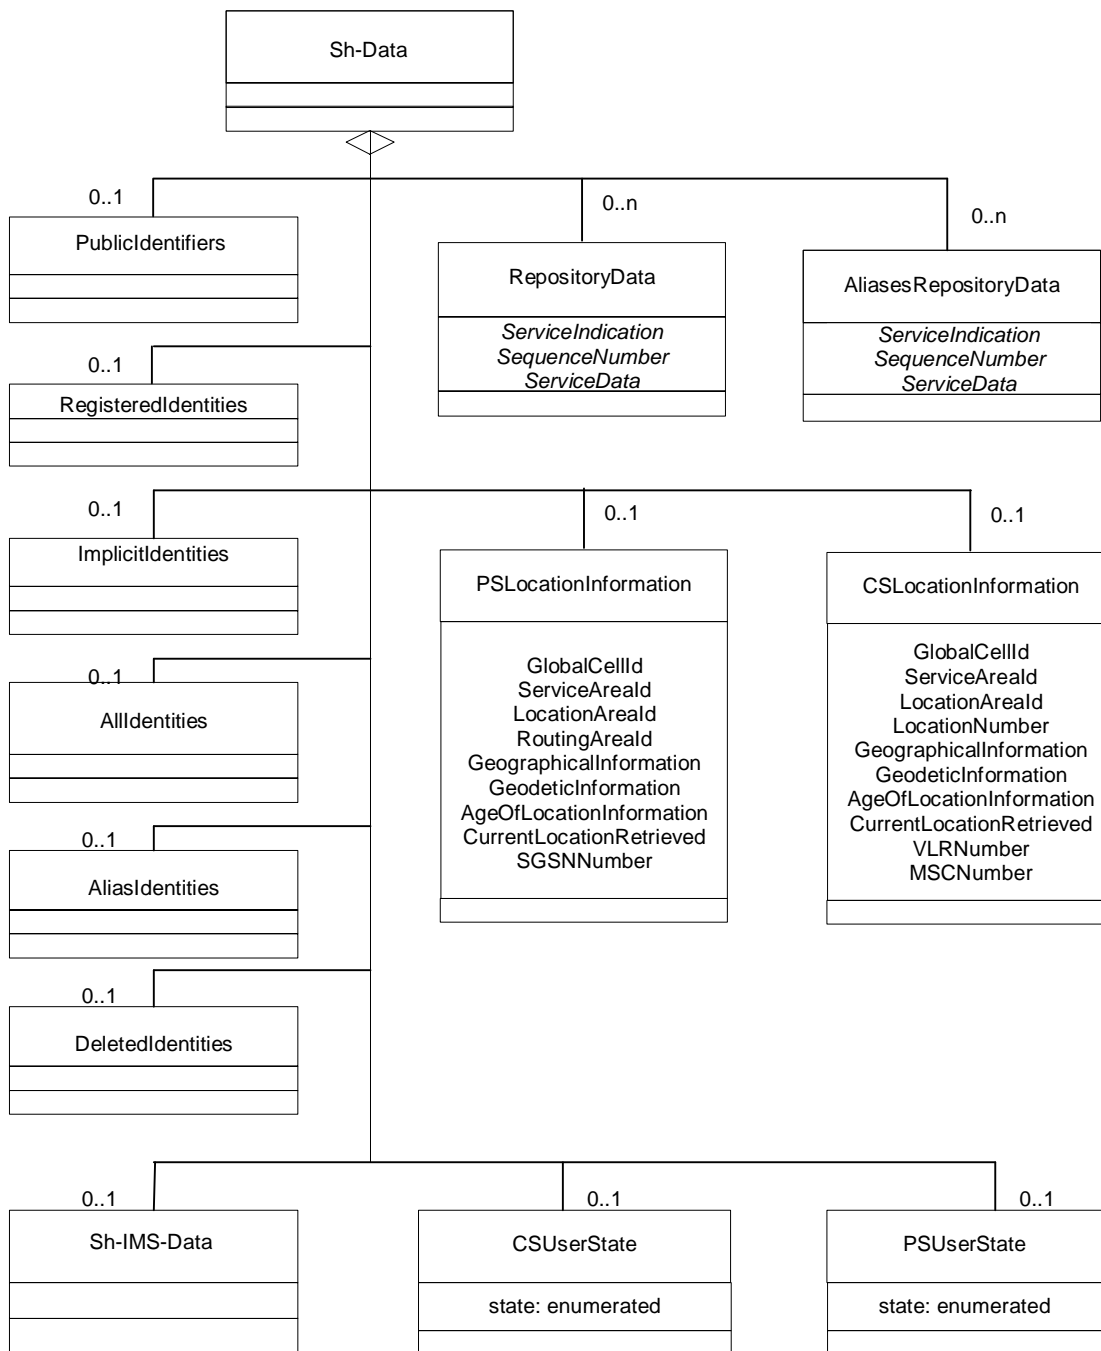 Sh-Data
0..1
0..n
0..n
PublicIdentifiers
RepositoryData
ServiceIndication
SequenceNumber
ServiceData
AliasesRepositoryData
ServiceIndication
SequenceNumber
ServiceData
0..1
RegisteredIdentities
0..1
0..1
0..1
ImplicitIdentities
PSLocationInformation
GlobalCellId
ServiceAreaId
LocationAreaId
RoutingAreaId
GeographicalInformation
GeodeticInformation
AgeOfLocationInformation
CurrentLocationRetrieved
SGSNNumber
CSLocationInformation
GlobalCellId
ServiceAreaId
LocationAreaId
LocationNumber
GeographicalInformation
GeodeticInformation
AgeOfLocationInformation
CurrentLocationRetrieved
VLRNumber
MSCNumber
0..1
AllIdentities
0..1
AliasIdentities
0..1
DeletedIdentities
0..1
0..1
0..1
Sh-IMS-Data
CSUserState
state: enumerated
PSUserState
state: enumerated